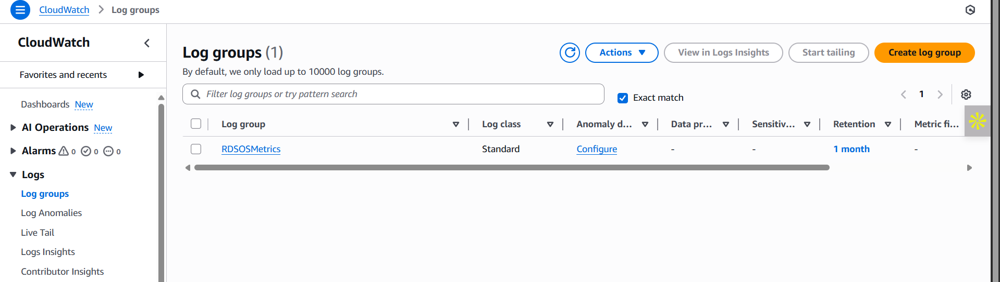 CloudWatch > Log groups
CloudWatch
Favorites and recents
Dashboards New
AI Operations New
Alarms 0 0 0
Logs
Log groups
Log Anomalies
Live Tail
Logs Insights
Contributor Insights
Log groups (1)
Actions
View in Logs Insights
Start tailing
Create log group
By default, we only load up to 10000 log groups.
Filter log groups or try pattern search
Exact match
1
Log group Log class Anomaly d... Data pr... Sensitiv... Retention Metric fi...
RDSOSMetrics Standard Configure - - 1 month -